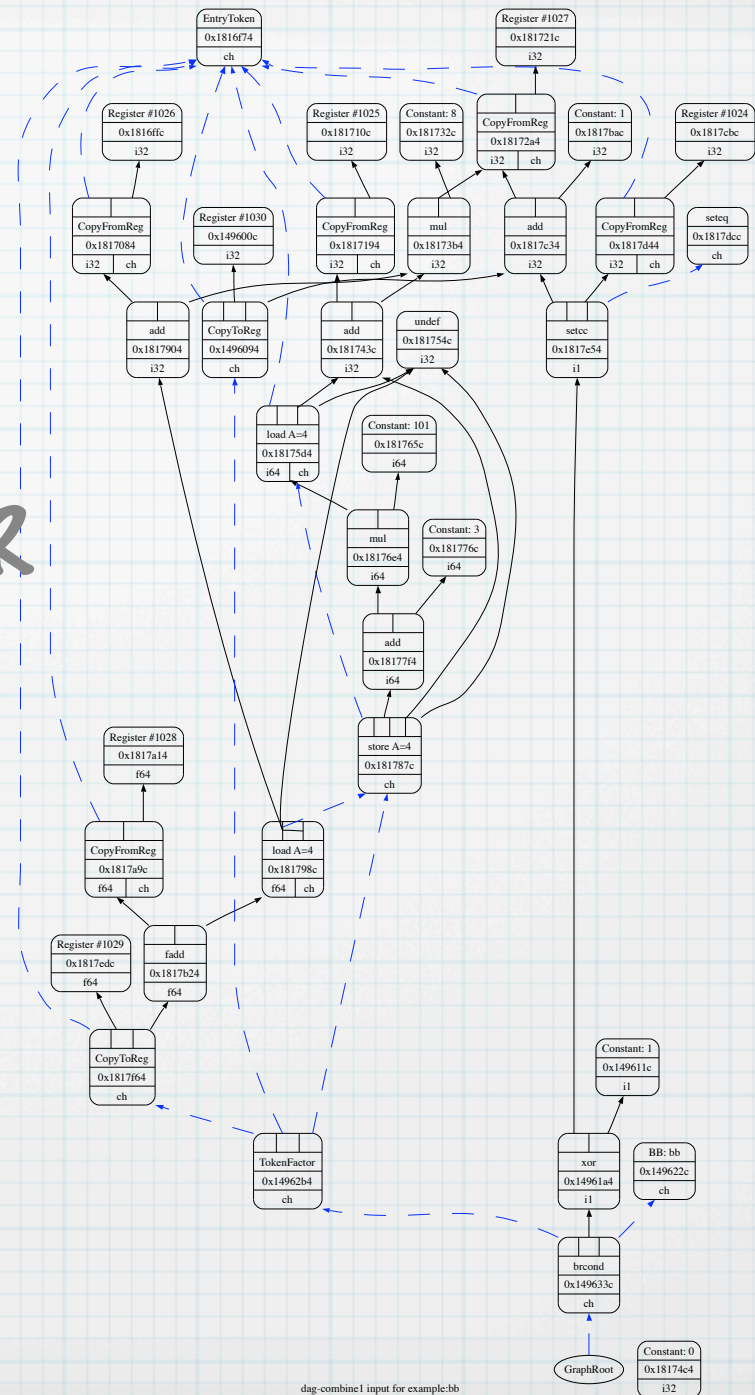 EntryToken
0x1816f74
ch
Register #1027
0x181721c
i32
Register #1026
0x1816ffc
i32
Register #1025
0x181710c
i32
Constant: 8
0x181732c
i32
CopyFromReg
0x18172a4
i32 ch
Constant: 1
0x1817bac
i32
Register #1024
0x1817cbc
i32
CopyFromReg
0x1817084
i32 ch
Register #1030
0x149600c
i32
CopyFromReg
0x1817194
i32 ch
mul
0x18173b4
i32
add
0x1817c34
i32
CopyFromReg
0x1817d44
i32 ch
seteq
0x1817dcc
ch
add
0x1817904
i32
CopyToReg
0x1496094
ch
add
0x181743c
i32
undef
0x181754c
i32
setcc
0x1817e54
i1
load A=4
0x18175d4
i64 ch
Constant: 101
0x181765c
i64
R
mul
0x18176e4
i64
Constant: 3
0x181776c
i64
add
0x18177f4
i64
store A=4
0x181787c
ch
Register #1028
0x1817a14
f64
CopyFromReg
0x1817a9c
f64 ch
load A=4
0x181798c
f64 ch
Register #1029
0x1817edc
f64
fadd
0x1817b24
f64
CopyToReg
0x1817f64
ch
Constant: 1
0x149611c
i1
TokenFactor
0x14962b4
ch
xor
0x14961a4
i1
BB: bb
0x149622c
ch
brcond
0x149633c
ch
GraphRoot
Constant: 0
0x18174c4
i32
dag-combine1 input for example:bb